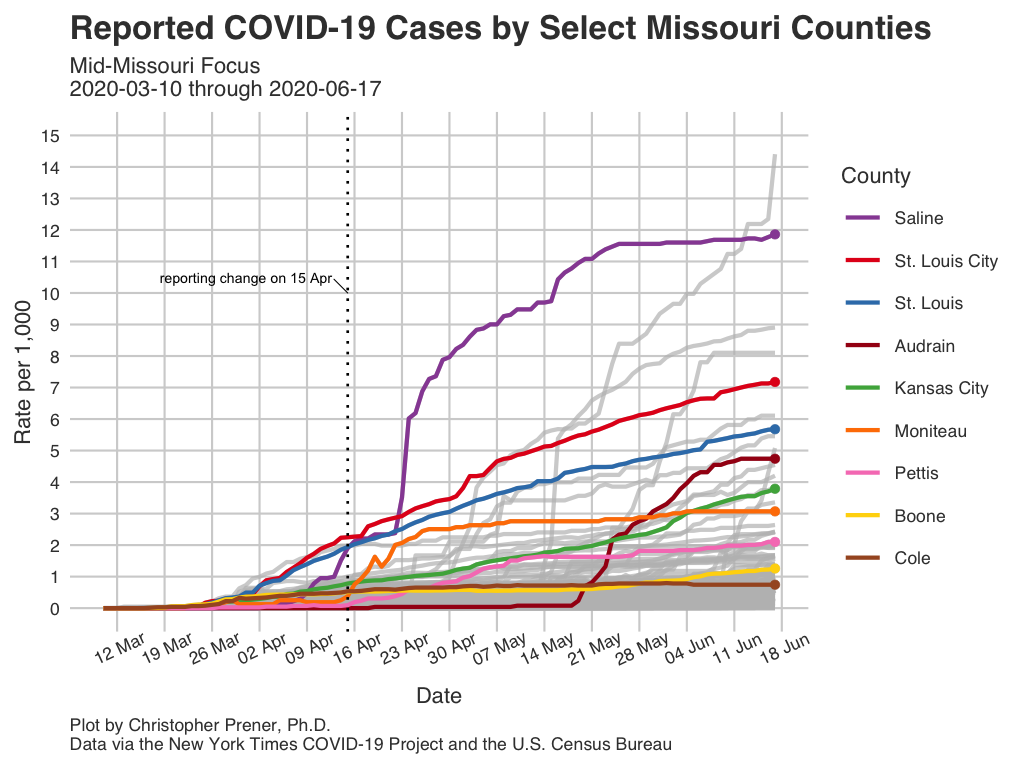 Reported COVID-19 Cases by Select Missouri Counties
Mid-Missouri Focus
2020-03-10 through 2020-06-17
Rate per 1,000
15
14
13
12
11
10
9
8
7
6
5
4
3
2
1
0
reporting change on 15 Apr
12 Mar
19 Mar
26 Mar
02 Apr
09 Apr
16 Apr
23 Apr
30 Apr
07 May
14 May
21 May
28 May
04 Jun
11 Jun
18 Jun
Date
County
Saline
St. Louis City
St. Louis
Audrain
Kansas City
Moniteau
Pettis
Boone
Cole
Plot by Christopher Prener, Ph.D.
Data via the New York Times COVID-19 Project and the U.S. Census Bureau